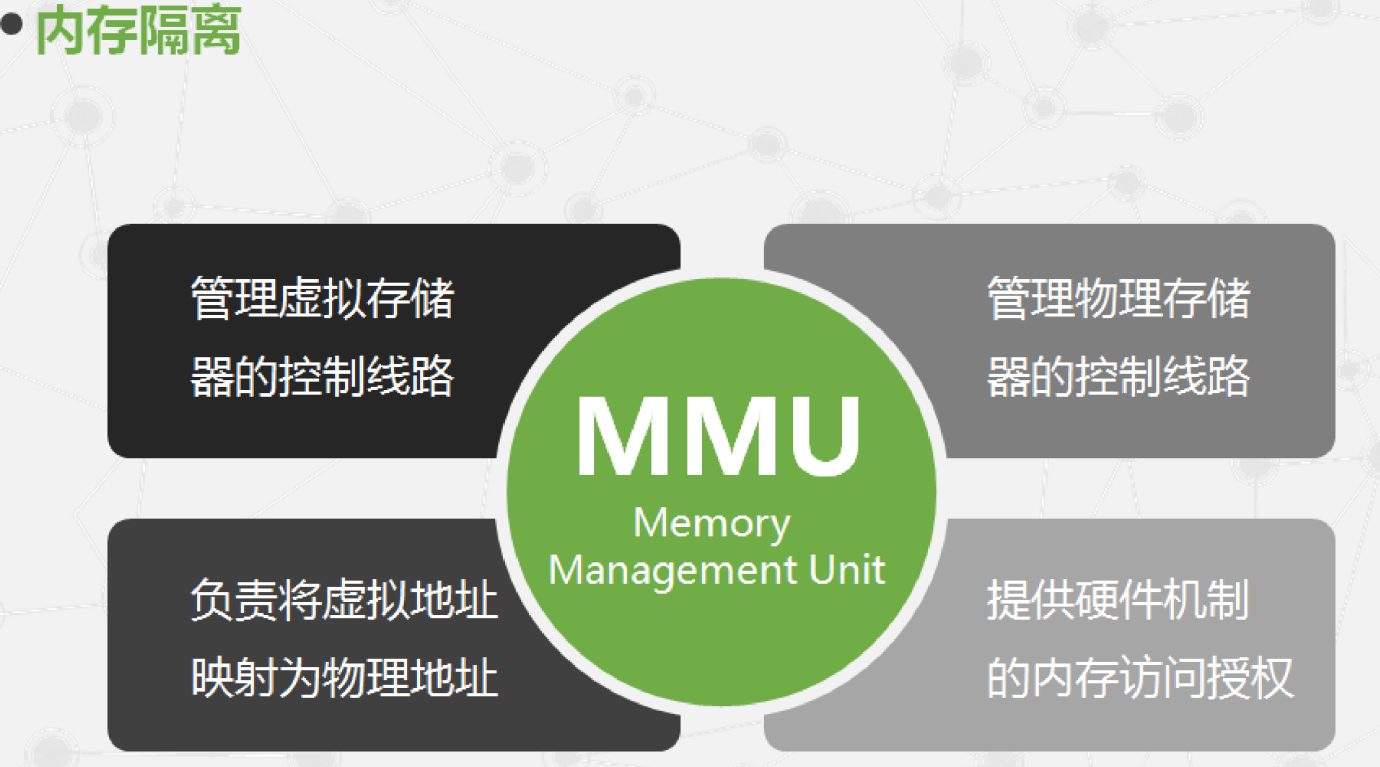 • 内存隔离
管理虚拟存储
器的控制线路
管理物理存储
器的控制线路
MMU
Memory
Management Unit
负责将虚拟地址
映射为物理地址
提供硬件机制
的内存访问授权